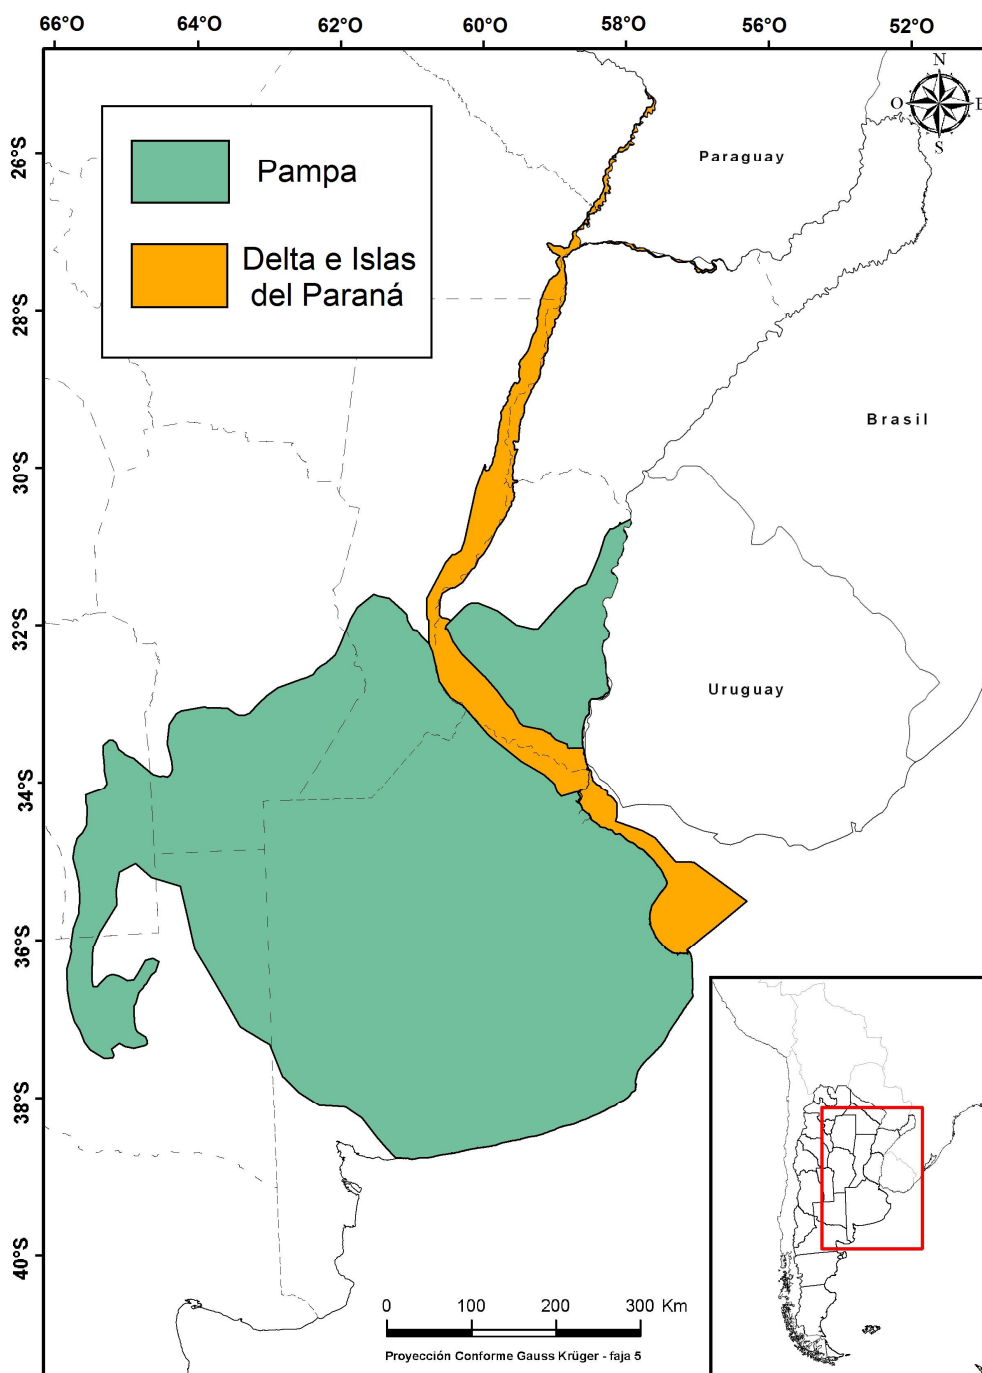 66°O 64°O 62°O 60°O 58°O 56°O 54°O 52°O
N
O E
S
26°S
28°S
30°S
32°S
34°S
36°S
38°S
40°S
Pampa
Delta e Islas
del Paraná
Paraguay
Brasil
Uruguay
0 100 200 300 Km
Proyección Conforme Gauss Krüger - faja 5